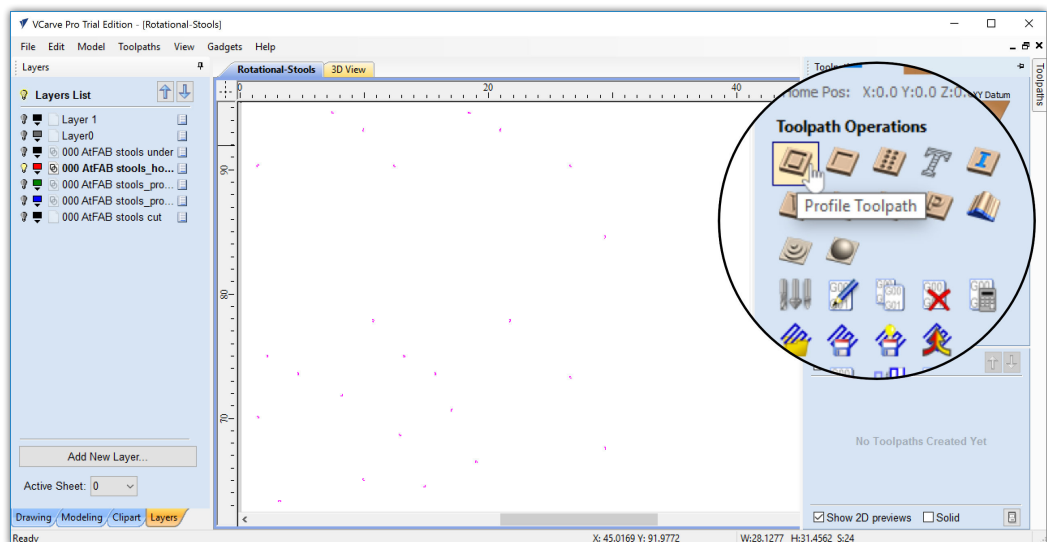 VCarve Pro Trial Edition - [Rotational-Stools]
File Edit Model Toolpaths View Gadgets Help
Layers
Layers List
Layer 1
Layer0
000 AtFAB stools under
000 AtFAB stools_ho...
000 AtFAB stools_pro...
000 AtFAB stools_pro...
000 AtFAB stools cut
Add New Layer...
Active Sheet: 0
Drawing Modeling Clipart Layers
Ready
Rotational-Stools 3D View
0 20 40
90
80
70
X: 45.0169 Y: 91.9772 W:28.1277 H:31.4562 S:24
Toolpaths
Home Pos: X:0.0 Y:0.0 Z:0. XY Datum
Toolpath Operations
Profile Toolpath
No Toolpaths Created Yet
Show 2D previews Solid